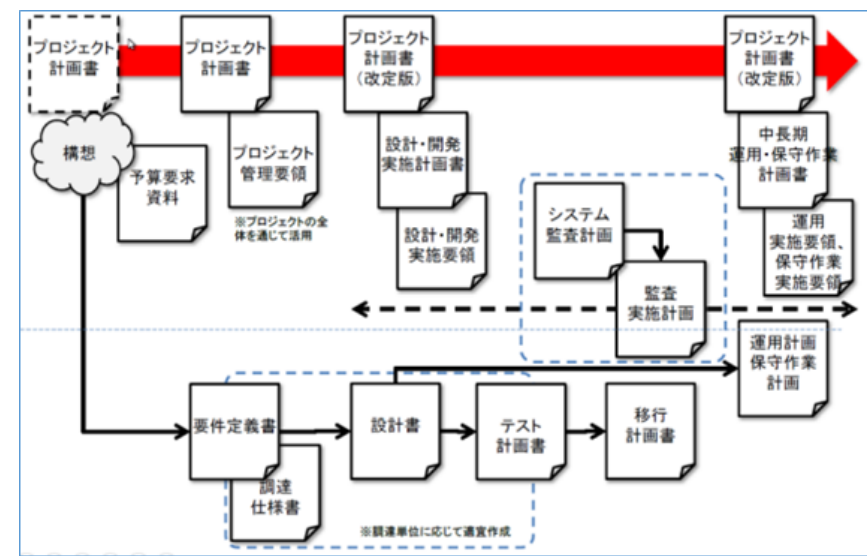 プロジェクト
計画書
プロジェクト
計画書
プロジェクト
計画書
(改定版)
プロジェクト
計画書
(改定版)
構想
予算要求
資料
プロジェクト
管理要領
※プロジェクトの全
体を通じて活用
設計・開発
実施計画書
設計・開発
実施要領
システム
監査計画
監査
実施計画
中長期
運用・保守作業
計画書
運用
実施要領、
保守作業
実施要領
運用計画
保守作業
計画
要件定義書
調達
仕様書
設計書
テスト
計画書
移行
計画書
※調達単位に応じて適宜作成